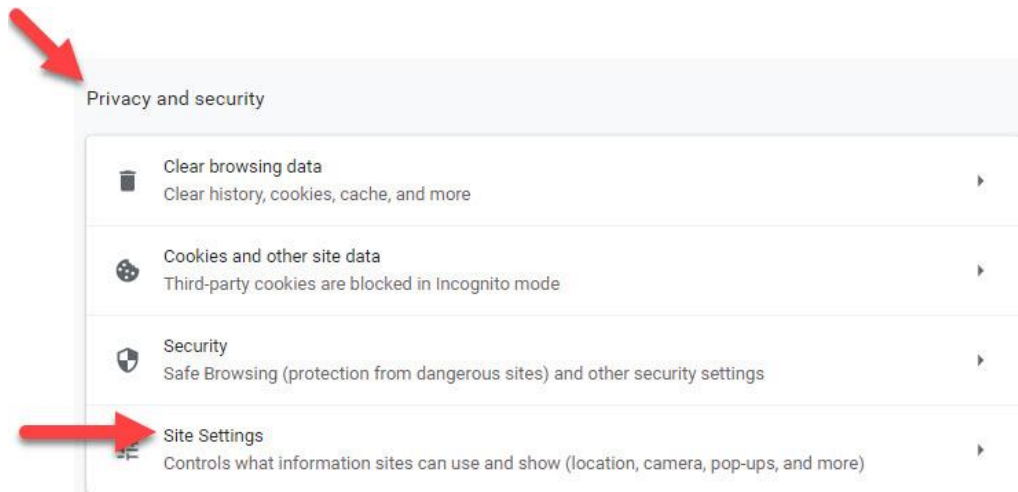 Privacy and security
Clear browsing data
Clear history, cookies, cache, and more
Cookies and other site data
Third-party cookies are blocked in Incognito mode
Security
Safe Browsing (protection from dangerous sites) and other security settings
Site Settings
Controls what information sites can use and show (location, camera, pop-ups, and more)